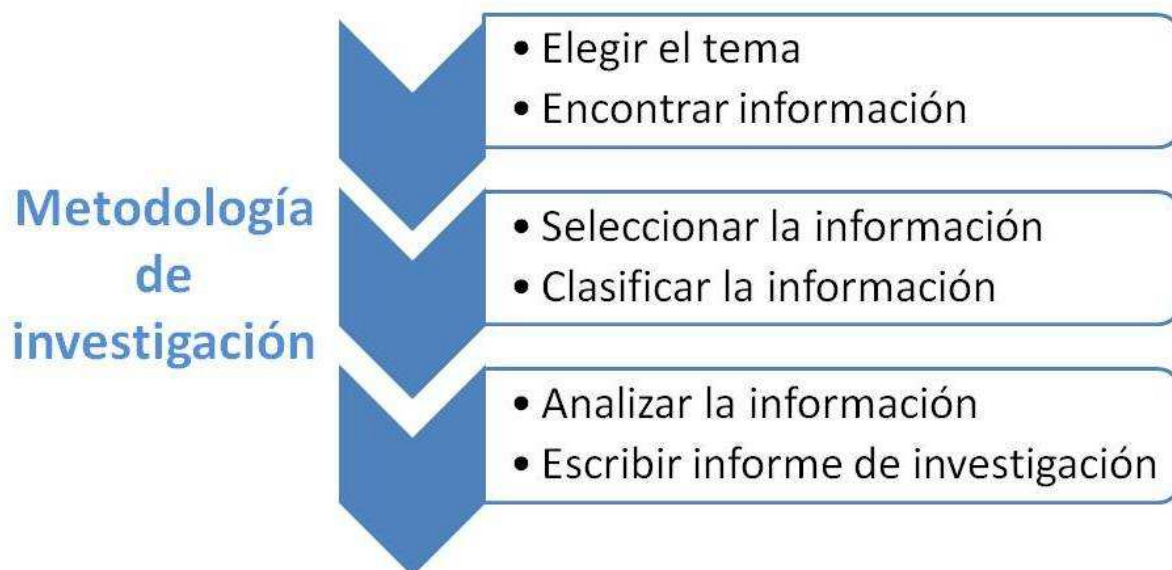 Metodología
de
investigación
• Elegir el tema
• Encontrar información
• Seleccionar la información
• Clasificar la información
• Analizar la información
• Escribir informe de investigación